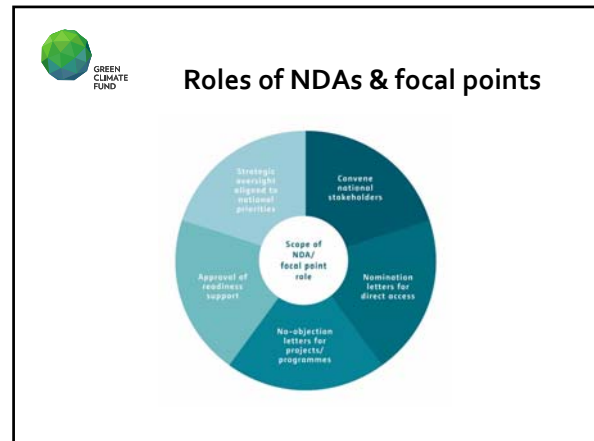 GREEN
CLIMATE
FUND
Roles of NDAs & focal points
Strategic
oversight
aligned to
national
priorities
Convene
national
stakeholders
Scope of
NDA/
focal point
role
Approval of
readiness
support
Nomination
letters for
direct access
No-objection
letters for
projects/
programmes